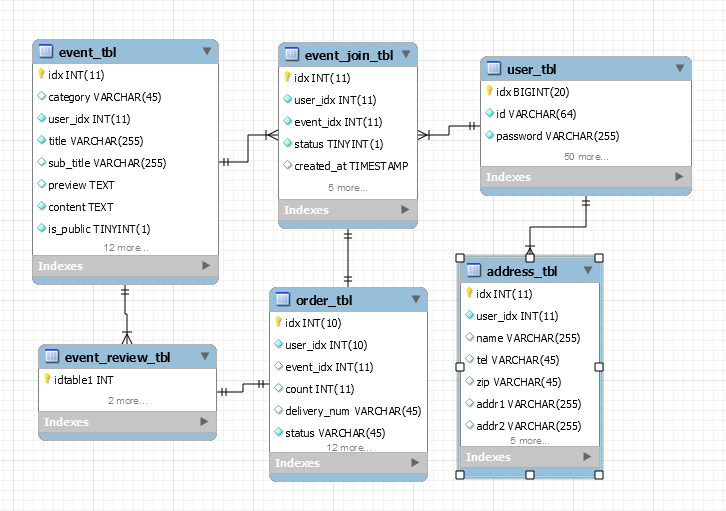 event_tbl
idx INT(11)
category VARCHAR(45)
user_idx INT(11)
title VARCHAR(255)
sub_title VARCHAR(255)
preview TEXT
content TEXT
is_public TINYINT(1)
12 more...
Indexes
event_join_tbl
idx INT(11)
user_idx INT(11)
event_idx INT(11)
status TINYINT(1)
created_at TIMESTAMP
5 more...
Indexes
user_tbl
idx BIGINT(20)
id VARCHAR(64)
password VARCHAR(255)
50 more...
Indexes
event_review_tbl
idtable1 INT
2 more...
Indexes
order_tbl
idx INT(10)
user_idx INT(10)
event_idx INT(11)
count INT(11)
delivery_num VARCHAR(45)
status VARCHAR(45)
12 more...
Indexes
address_tbl
idx INT(11)
user_idx INT(11)
name VARCHAR(255)
tel VARCHAR(45)
zip VARCHAR(45)
addr1 VARCHAR(255)
addr2 VARCHAR(255)
5 more...
Indexes